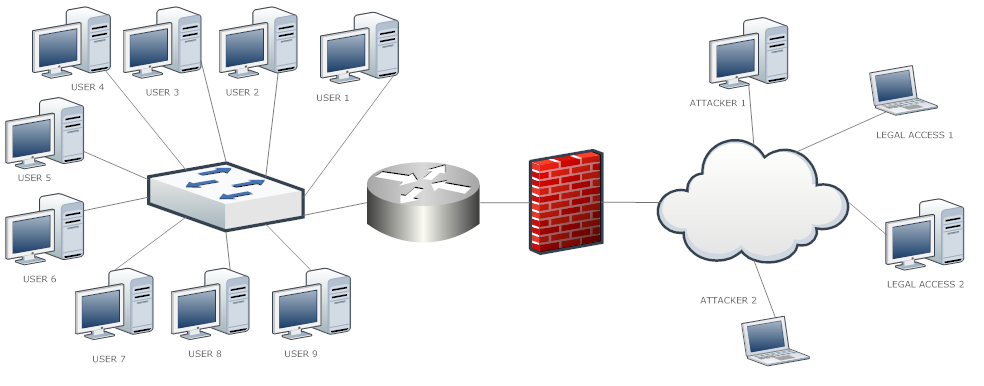 USER 4
USER 3
USER 2
USER 1
ATTACKER 1
LEGAL ACCESS 1
USER 5
USER 6
LEGAL ACCESS 2
ATTACKER 2
USER 7
USER 8
USER 9